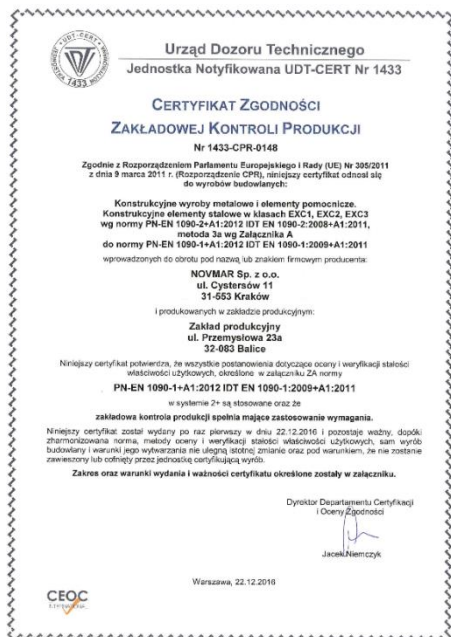 UDT-CERT
1433
Urząd Dozoru Technicznego
Jednostka Notyfikowana UDT-CERT Nr 1433
CERTYFIKAT ZGODNOŚCI
ZAKŁADOWEJ KONTROLI PRODUKCJI
Nr 1433-CPR-0148
Zgodnie z Rozporządzeniem Parlamentu Europejskiego i Rady (UE) Nr 305/2011
z dnia 9 marca 2011 r. (Rozporządzenie CPR), niniejszy certyfikat odnosi się
do wyrobów budowlanych:
Konstrukcyjne wyroby metalowe i elementy pomocnicze.
Konstrukcyjne elementy stalowe w klasach EXC1, EXC2, EXC3
wg normy PN-EN 1090-2+A1:2012 IDT EN 1090-2:2008+A1:2011,
metoda 3a wg Załącznika A
do normy PN-EN 1090-1+A1:2012 IDT EN 1090-1:2009+A1:2011
wprowadzonych do obrotu pod nazwą lub znakiem firmowym producenta:
NOVMAR Sp. z o.o.
ul. Cystersów 11
31-553 Kraków
i produkowanych w zakładzie produkcyjnym:
Zakład produkcyjny
ul. Przemysłowa 23a
32-083 Balice
Niniejszy certyfikat potwierdza, że wszystkie postanowienia dotyczące oceny i weryfikacji stałości
właściwości użytkowych, określone w załączniku ZA normy
PN-EN 1090-1+A1:2012 IDT EN 1090-1:2009+A1:2011
w systemie 2+ są stosowane oraz że
zakładowa kontrola produkcji spełnia mające zastosowanie wymagania.
Niniejszy certyfikat został wydany po raz pierwszy w dniu 22.12.2016 i pozostaje ważny, dopóki
zharmonizowana norma, metody oceny i weryfikacji stałości właściwości użytkowych, sam wyrób
budowlany i warunki jego wytwarzania nie ulegną istotnej zmianie oraz pod warunkiem, że nie zostanie
zawieszony lub cofnięty przez jednostkę certyfikującą wyrób.
Zakres oraz warunki wydania i ważności certyfikatu określone zostały w załączniku.
Dyrektor Departamentu Certyfikacji
i Oceny Zgodności
Jacek Niemczyk
Warszawa, 22.12.2016
CEOC